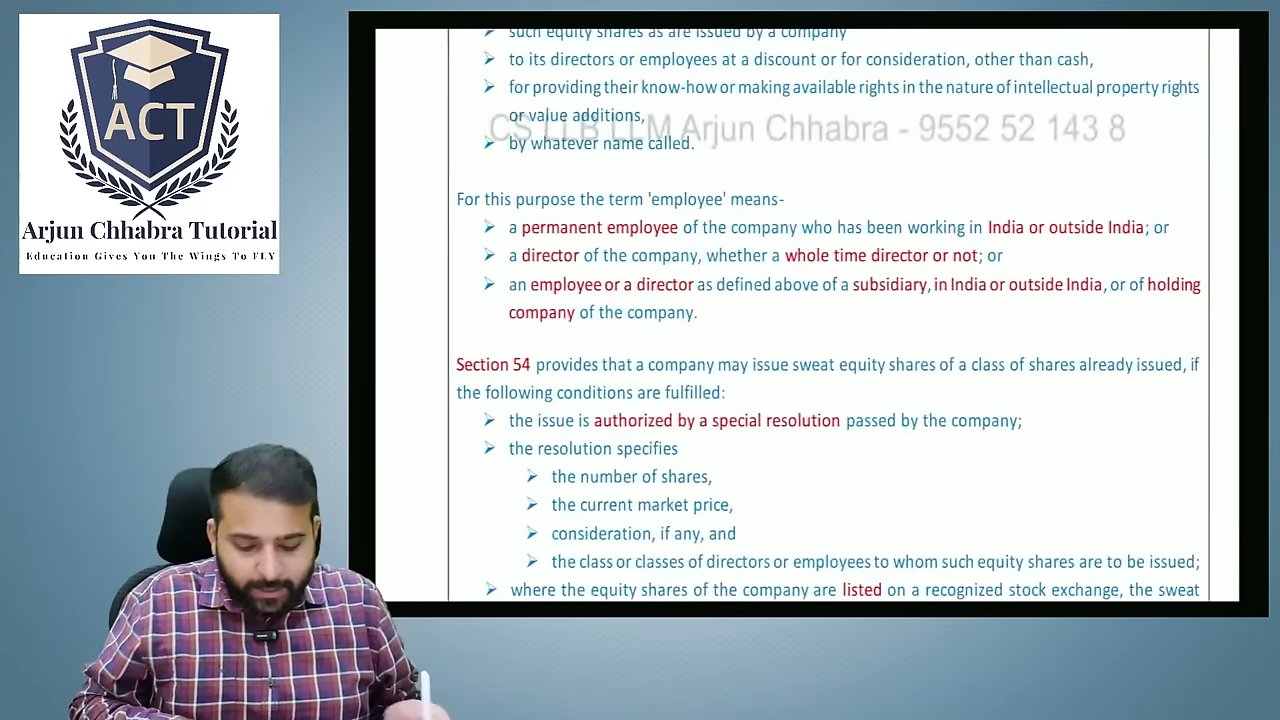 ACT
Arjun Chhabra Tutorial
Education Gives You The Wings To FLY
➢ such equity shares as are issued by a company
➢ to its directors or employees at a discount or for consideration, other than cash,
➢ for providing their know-how or making available rights in the nature of intellectual property rights
or value additions,
CS LLB LLM Arjun Chhabra - 9552 52 143 8
➢ by whatever name called.
For this purpose the term 'employee' means-
➢ a permanent employee of the company who has been working in India or outside India; or
➢ a director of the company, whether a whole time director or not; or
➢ an employee or a director as defined above of a subsidiary, in India or outside India, or of holding
company of the company.
Section 54 provides that a company may issue sweat equity shares of a class of shares already issued, if
the following conditions are fulfilled:
➢ the issue is authorized by a special resolution passed by the company;
➢ the resolution specifies
➢ the number of shares,
➢ the current market price,
➢ consideration, if any, and
➢ the class or classes of directors or employees to whom such equity shares are to be issued;
➢ where the equity shares of the company are listed on a recognized stock exchange, the sweat